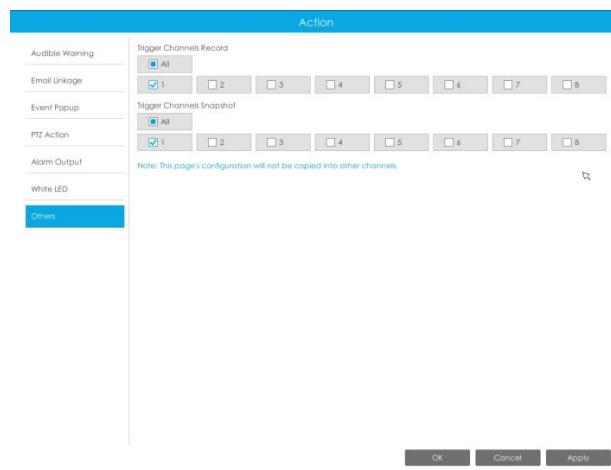 Action
Audible Warning
Email Linkage
Event Popup
PTZ Action
Alarm Output
White LED
Others
Trigger Channels Record
All
1 2 3 4 5 6 7 8
Trigger Channels Snapshot
All
1 2 3 4 5 6 7 8
Note: This page's configuration will not be copied into other channels.
OK Cancel Apply